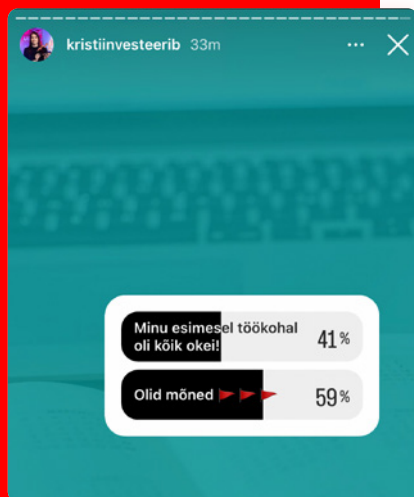 kristiinvesteerib 33m
Minu esimesel töökohal
oli kõik okei!
41%
Olid mõned 🚩🚩🚩
59%